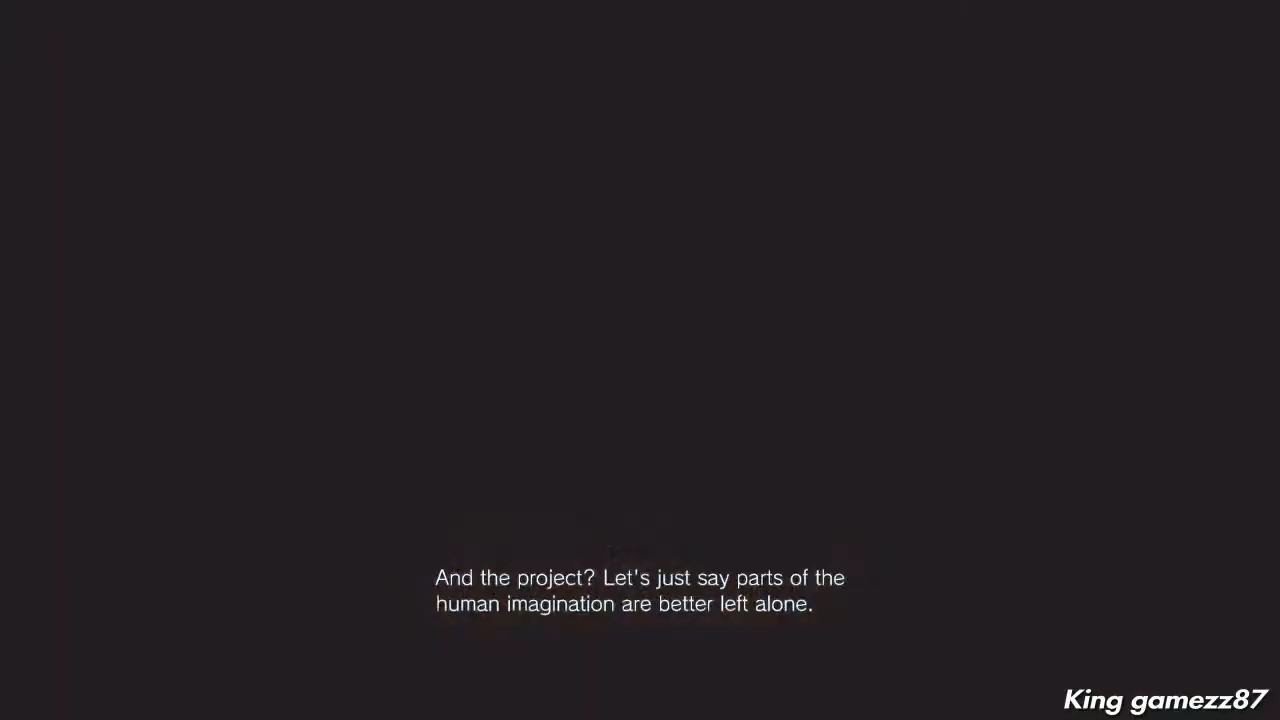 And the project? Let's just say parts of the
human imagination are better left alone.
King gamezz87